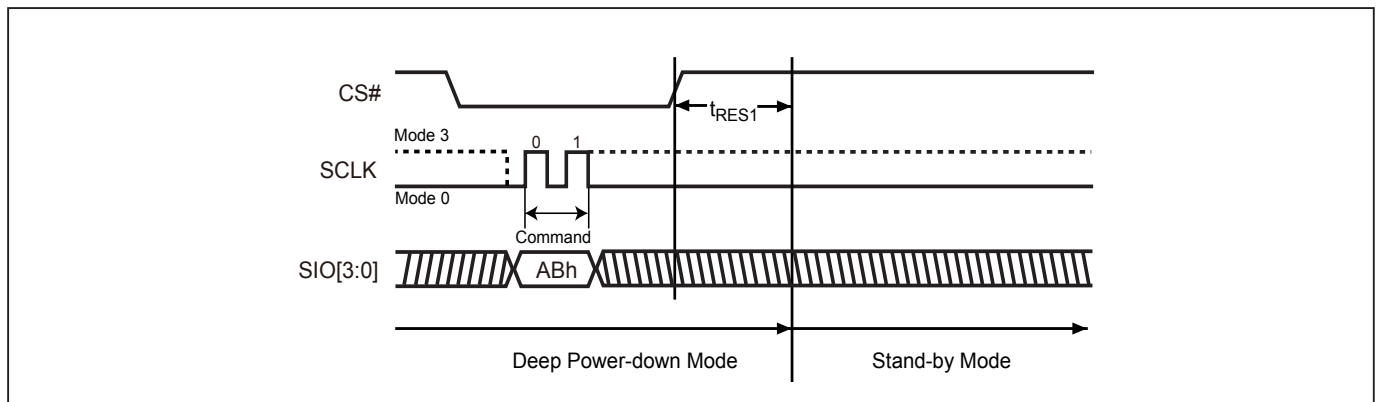 CS#
tRES1
Mode 3
0 1
SCLK
Mode 0
Command
SIO[3:0]
ABh
Deep Power-down Mode
Stand-by Mode